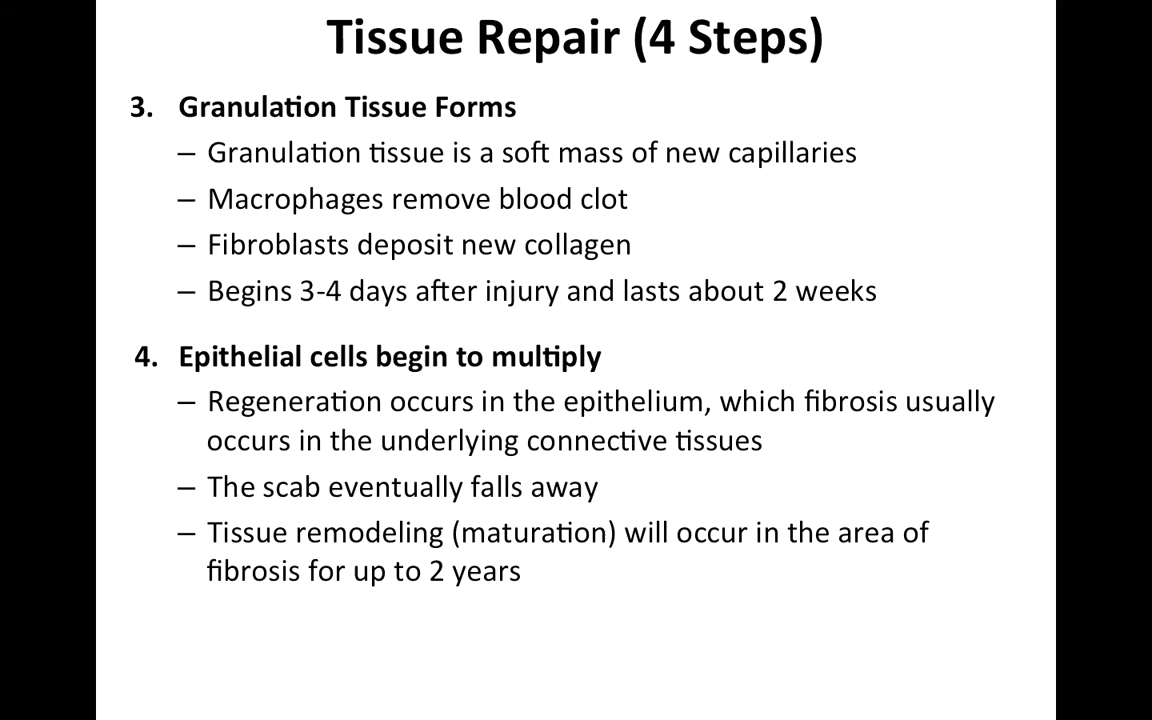 Tissue Repair (4 Steps)
3. Granulation Tissue Forms
– Granulation tissue is a soft mass of new capillaries
– Macrophages remove blood clot
– Fibroblasts deposit new collagen
– Begins 3-4 days after injury and lasts about 2 weeks
4. Epithelial cells begin to multiply
– Regeneration occurs in the epithelium, which fibrosis usually
occurs in the underlying connective tissues
– The scab eventually falls away
– Tissue remodeling (maturation) will occur in the area of
fibrosis for up to 2 years